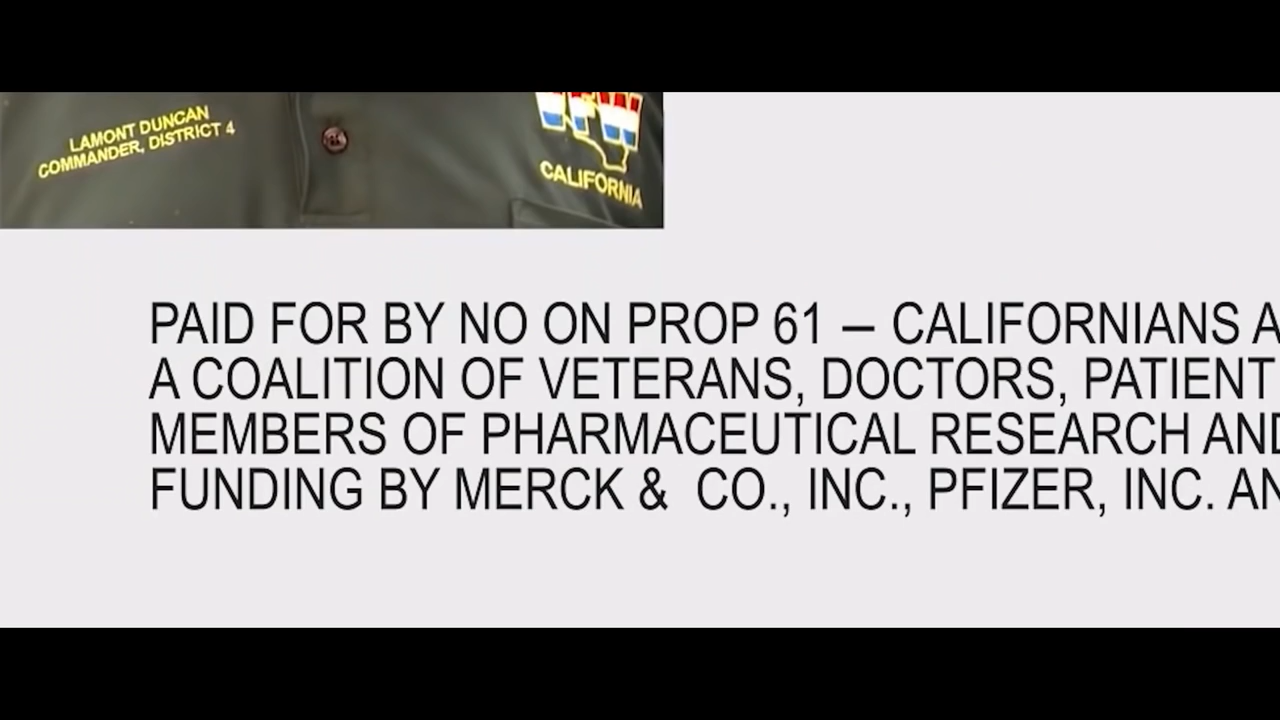 LAMONT DUNCAN
COMMANDER, DISTRICT 4
VFW
CALIFORNIA
PAID FOR BY NO ON PROP 61 – CALIFORNIANS A
A COALITION OF VETERANS, DOCTORS, PATIENT
MEMBERS OF PHARMACEUTICAL RESEARCH AND
FUNDING BY MERCK & CO., INC., PFIZER, INC. AN